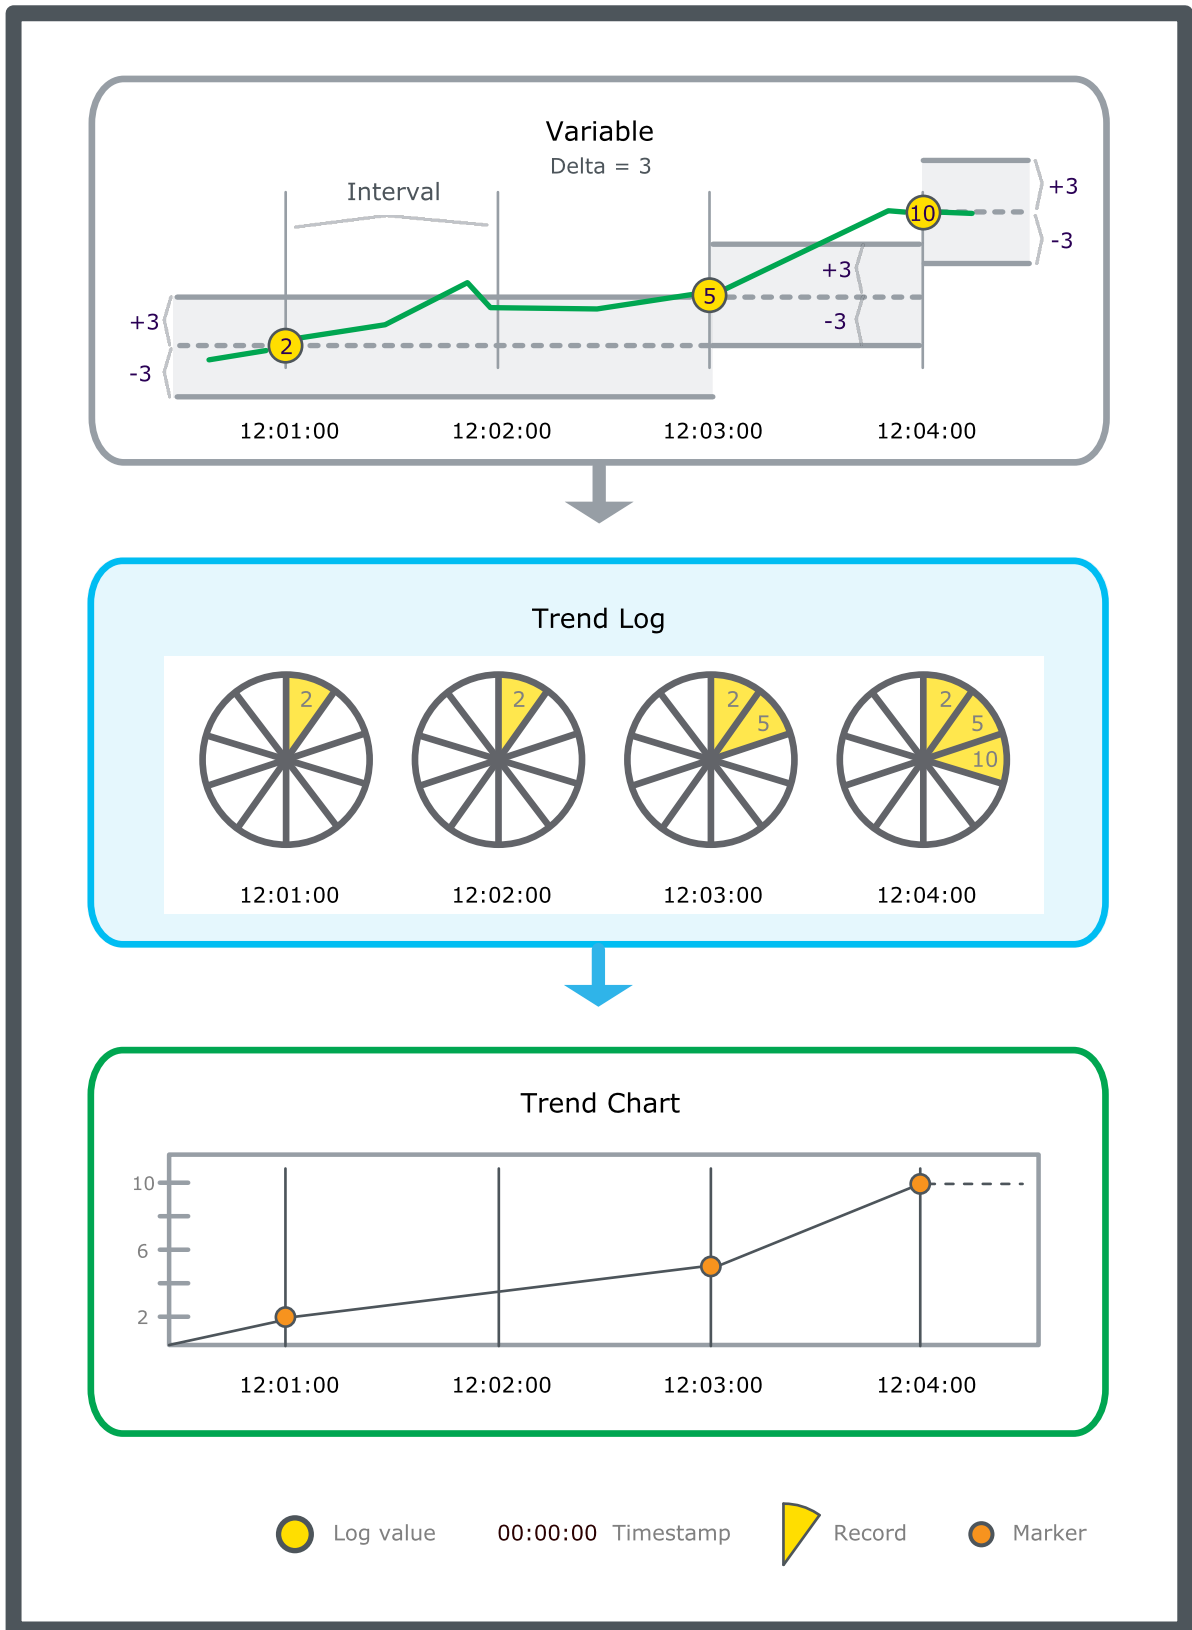 Variable
Delta = 3
Interval
+3
-3
+3
-3
+3
-3
2
5
10
12:01:00 12:02:00 12:03:00 12:04:00
Trend Log
2 2 2 5 2 5 10
12:01:00 12:02:00 12:03:00 12:04:00
Trend Chart
10
6
2
12:01:00 12:02:00 12:03:00 12:04:00
Log value 00:00:00 Timestamp Record Marker